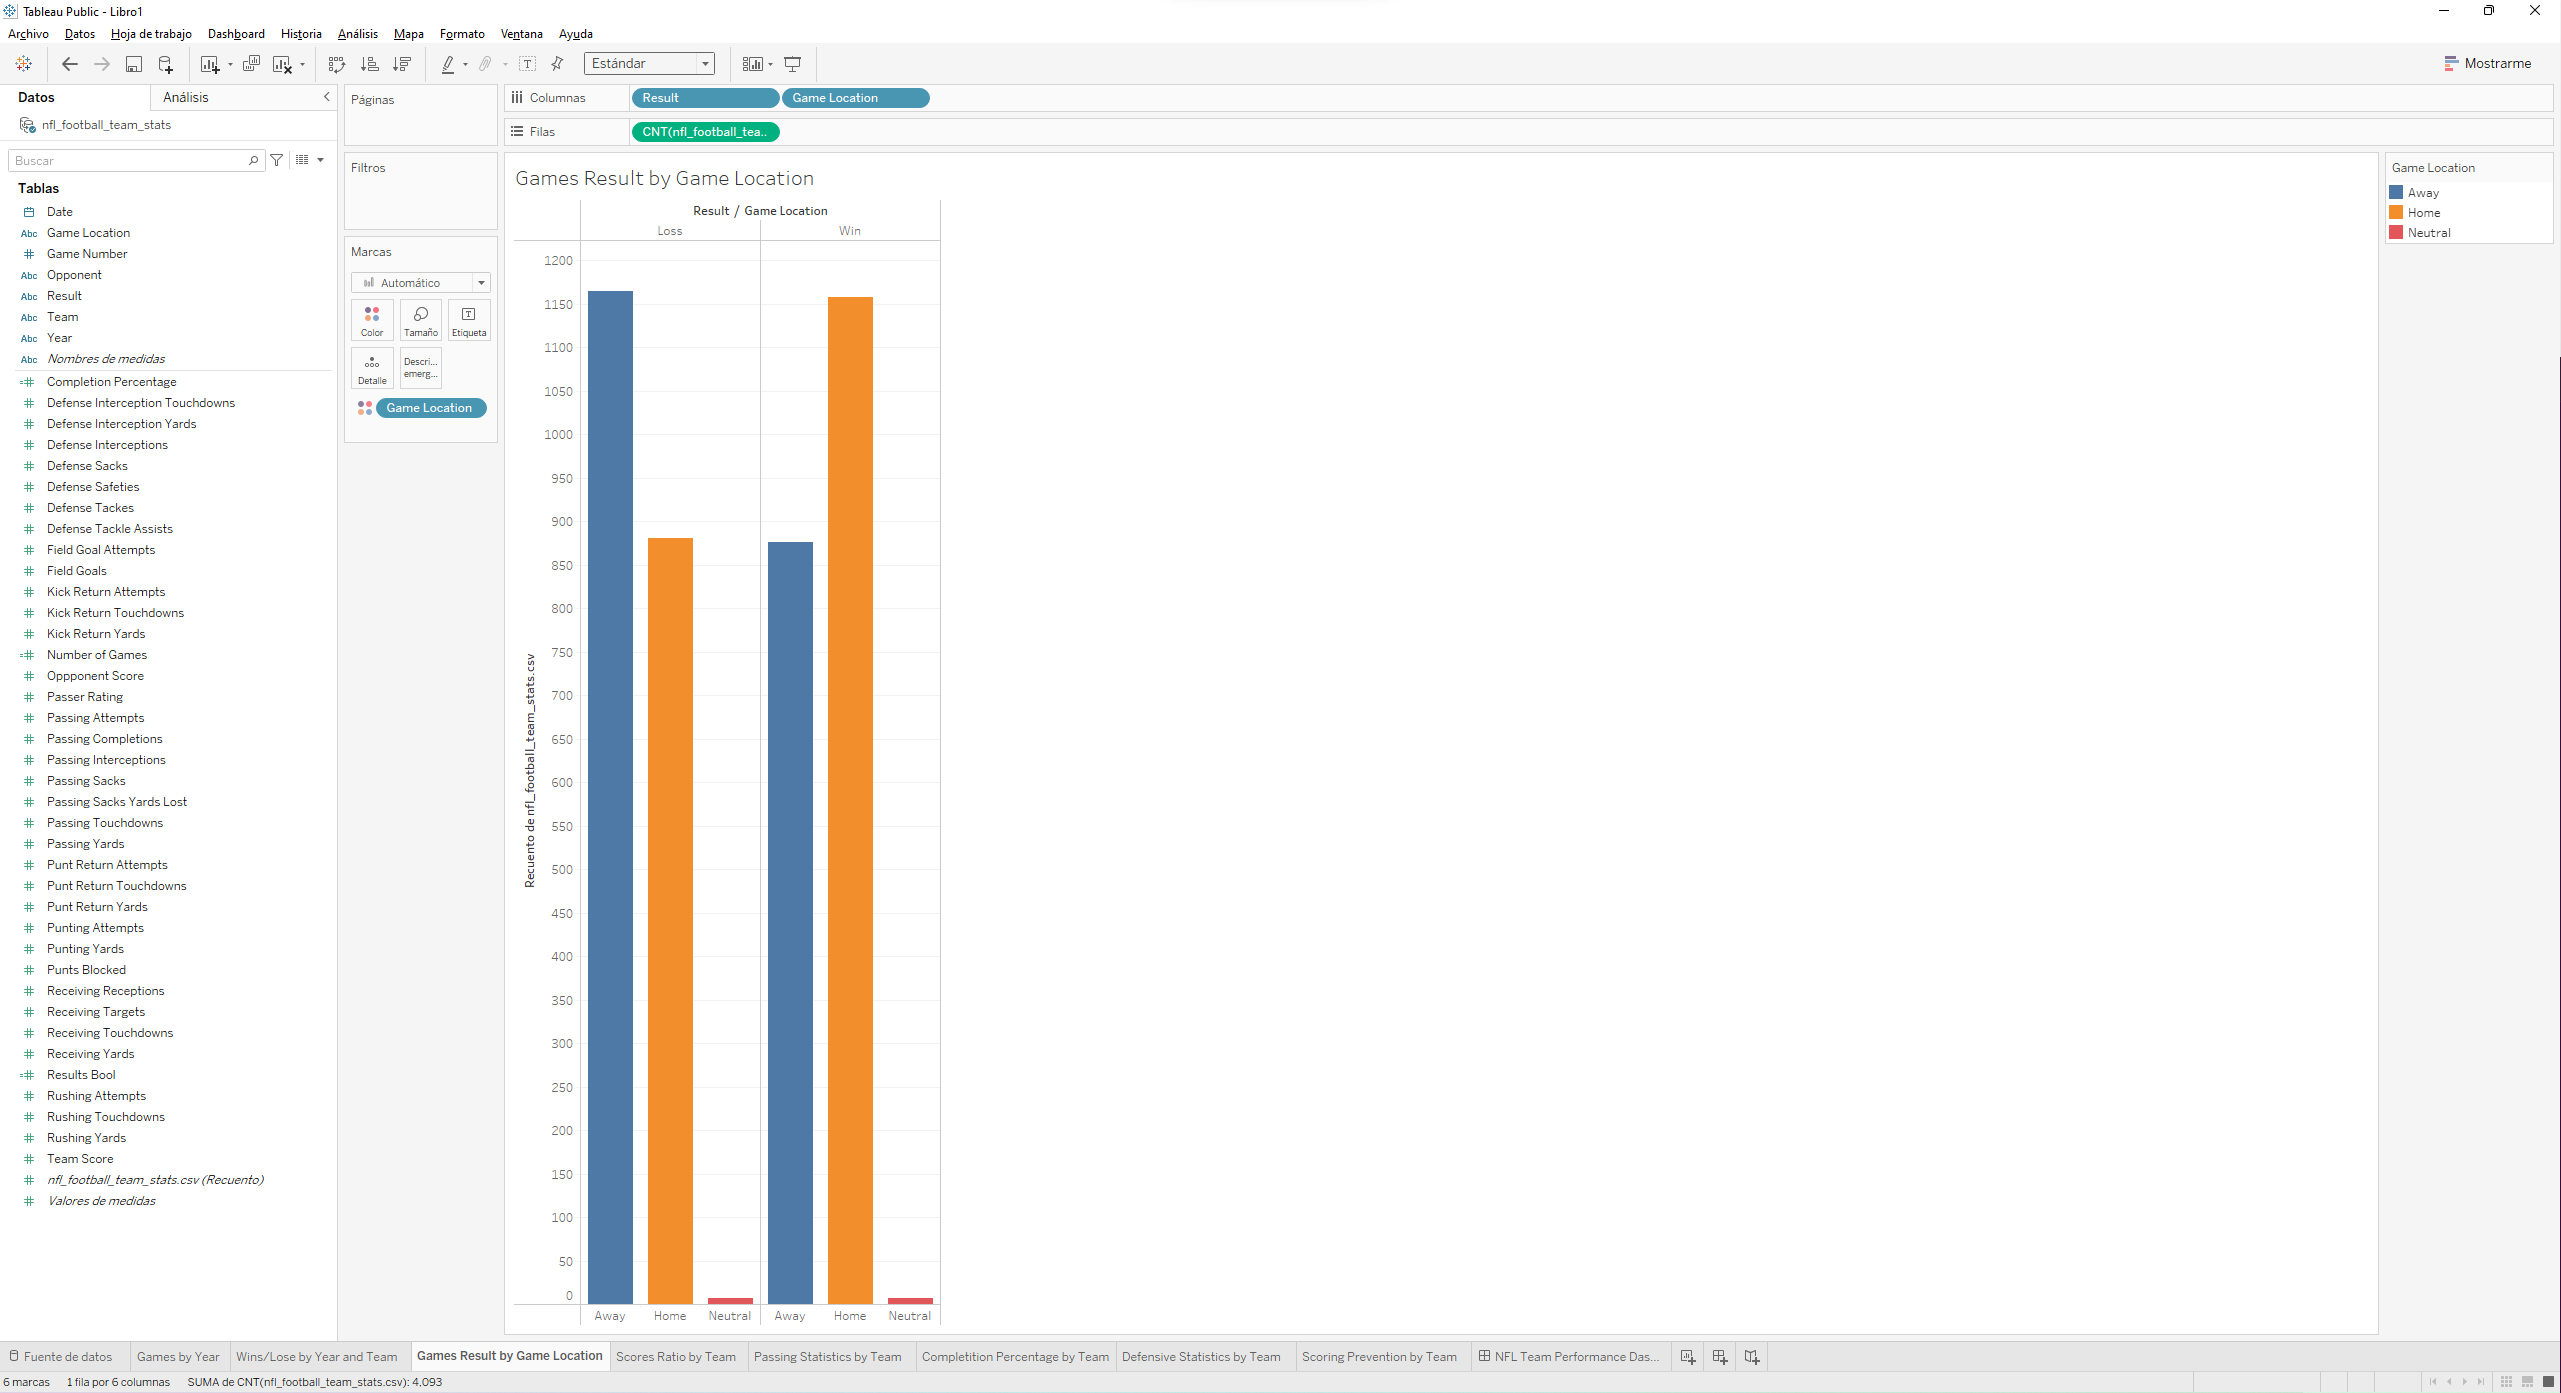 Tableau Public - Libro1
Archivo Datos Hoja de trabajo Dashboard Historia Análisis Mapa Formato Ventana Ayuda
Estándar
Mostrarme
Datos Análisis
nfl_football_team_stats
Buscar
Tablas
Date
Abc Game Location
Game Number
Abc Opponent
Abc Result
Abc Team
Abc Year
Abc Nombres de medidas
Completion Percentage
Defense Interception Touchdowns
Defense Interception Yards
Defense Interceptions
Defense Sacks
Defense Safeties
Defense Tackes
Defense Tackle Assists
Field Goal Attempts
Field Goals
Kick Return Attempts
Kick Return Touchdowns
Kick Return Yards
Number of Games
Oppponent Score
Passer Rating
Passing Attempts
Passing Completions
Passing Interceptions
Passing Sacks
Passing Sacks Yards Lost
Passing Touchdowns
Passing Yards
Punt Return Attempts
Punt Return Touchdowns
Punt Return Yards
Punting Attempts
Punting Yards
Punts Blocked
Receiving Receptions
Receiving Targets
Receiving Touchdowns
Receiving Yards
Results Bool
Rushing Attempts
Rushing Touchdowns
Rushing Yards
Team Score
nfl_football_team_stats.csv (Recuento)
Valores de medidas
Páginas
Filtros
Marcas
Automático
Color Tamaño Etiqueta
Detalle Descri... emerg...
Game Location
Columnas Result Game Location
Filas CNT(nfl_football_tea..
Games Result by Game Location
Result / Game Location
Loss Win
1200
1150
1100
1050
1000
950
900
850
800
750
700
650
600
550
500
450
400
350
300
250
200
150
100
50
0
Recuento de nfl_football_team_stats.csv
Away Home Neutral Away Home Neutral
Game Location
Away
Home
Neutral
Fuente de datos Games by Year Wins/Lose by Year and Team Games Result by Game Location Scores Ratio by Team Passing Statistics by Team Completition Percentage by Team Defensive Statistics by Team Scoring Prevention by Team NFL Team Performance Das...
6 marcas 1 fila por 6 columnas SUMA de CNT(nfl_football_team_stats.csv): 4,093